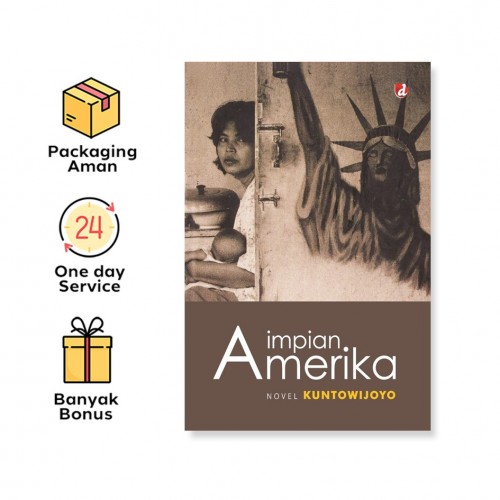 Packaging
Aman
24
One day
Service
Banyak
Bonus
d
impian
Amerika
NOVEL KUNTOWIJOYO